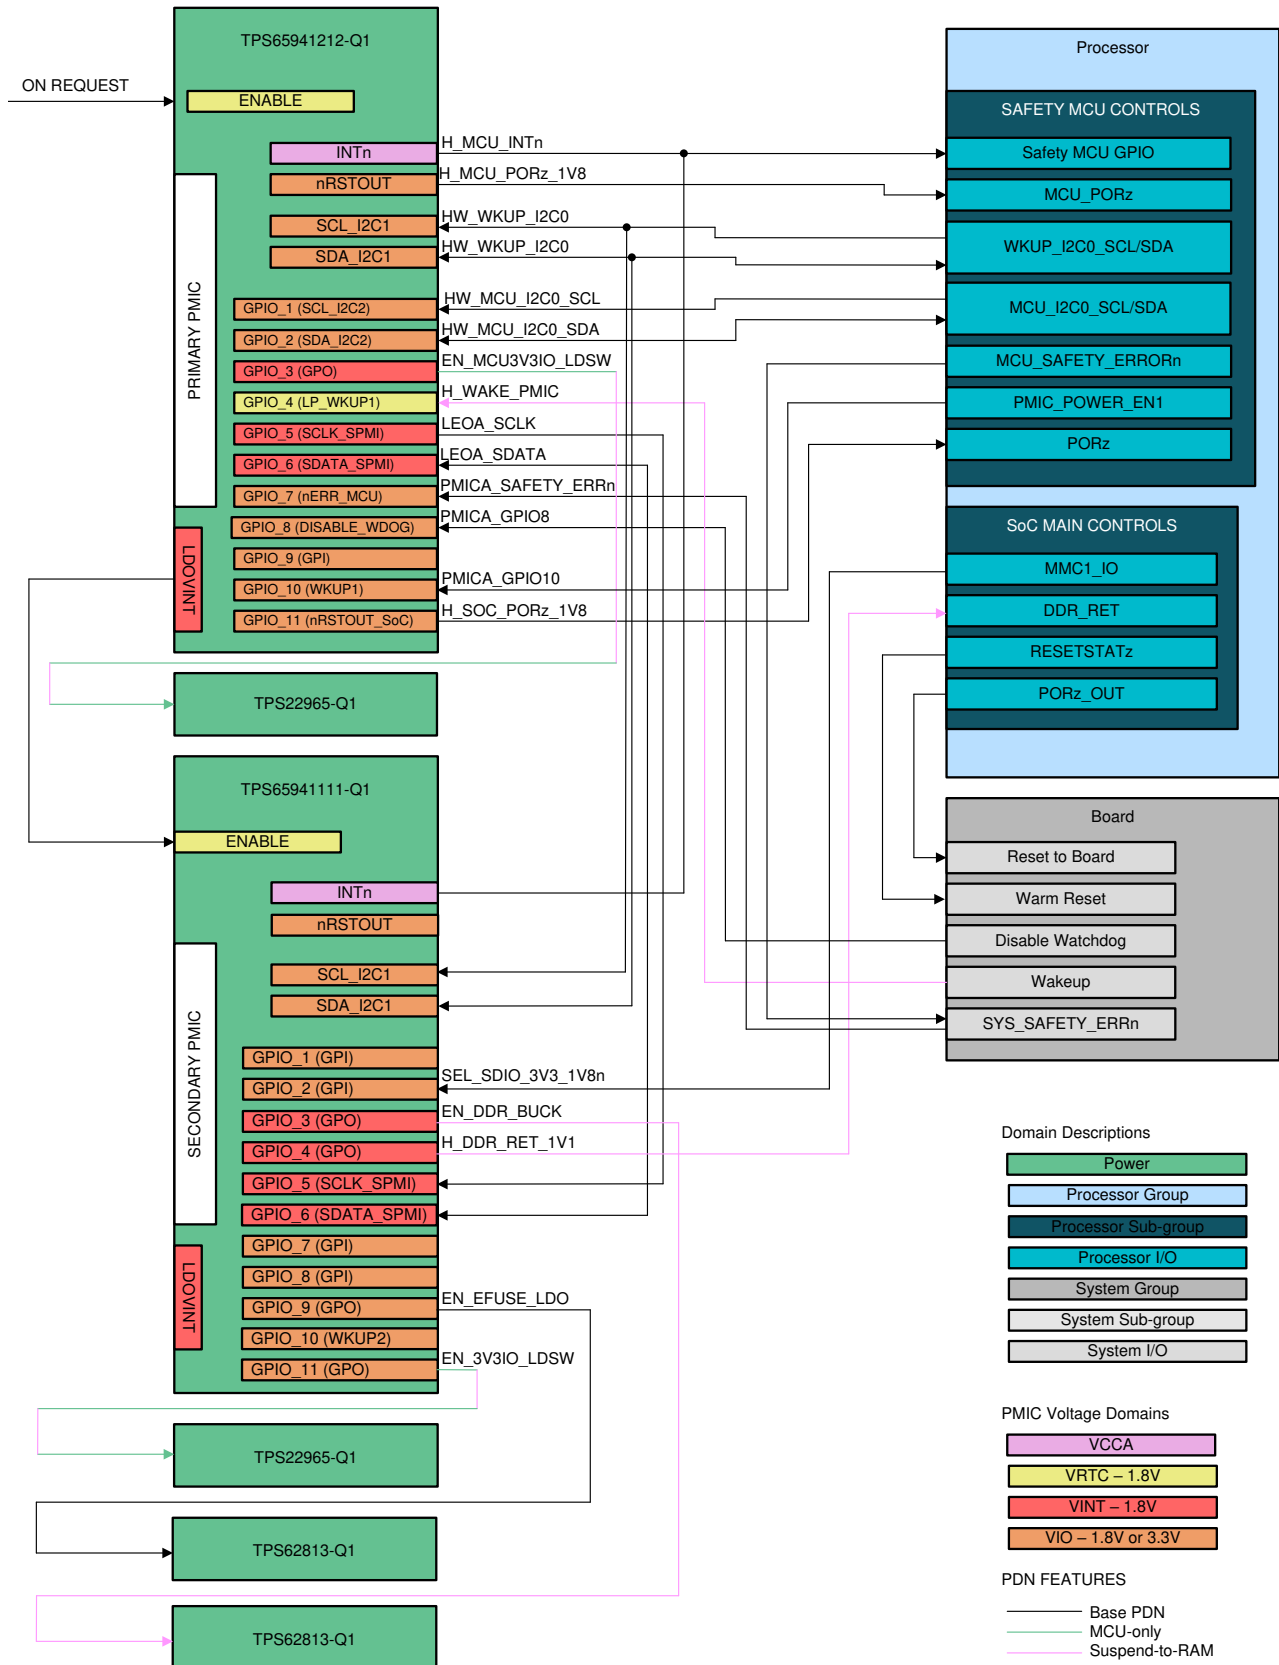 TPS65941212-Q1
ON REQUEST
ENABLE
INTn
nRSTOUT
SCL_I2C1
SDA_I2C1
PRIMARY PMIC
GPIO_1 (SCL_I2C2)
GPIO_2 (SDA_I2C2)
GPIO_3 (GPO)
GPIO_4 (LP_WKUP1)
GPIO_5 (SCLK_SPMI)
GPIO_6 (SDATA_SPMI)
GPIO_7 (nERR_MCU)
GPIO_8 (DISABLE_WDOG)
GPIO_9 (GPI)
GPIO_10 (WKUP1)
GPIO_11 (nRSTOUT_SoC)
LDOVINT
H_MCU_INTn
H_MCU_PORz_1V8
HW_WKUP_I2C0
HW_WKUP_I2C0
HW_MCU_I2C0_SCL
HW_MCU_I2C0_SDA
EN_MCU3V3IO_LDSW
H_WAKE_PMIC
LEOA_SCLK
LEOA_SDATA
PMICA_SAFETY_ERRn
PMICA_GPIO8
PMICA_GPIO10
H_SOC_PORz_1V8
TPS22965-Q1
TPS65941111-Q1
ENABLE
INTn
nRSTOUT
SCL_I2C1
SDA_I2C1
SECONDARY PMIC
GPIO_1 (GPI)
GPIO_2 (GPI)
GPIO_3 (GPO)
GPIO_4 (GPO)
GPIO_5 (SCLK_SPMI)
GPIO_6 (SDATA_SPMI)
GPIO_7 (GPI)
GPIO_8 (GPI)
GPIO_9 (GPO)
GPIO_10 (WKUP2)
GPIO_11 (GPO)
LDOVINT
SEL_SDIO_3V3_1V8n
EN_DDR_BUCK
H_DDR_RET_1V1
EN_EFUSE_LDO
EN_3V3IO_LDSW
TPS22965-Q1
TPS62813-Q1
TPS62813-Q1
Processor
SAFETY MCU CONTROLS
Safety MCU GPIO
MCU_PORz
WKUP_I2C0_SCL/SDA
MCU_I2C0_SCL/SDA
MCU_SAFETY_ERRORn
PMIC_POWER_EN1
PORz
SoC MAIN CONTROLS
MMC1_IO
DDR_RET
RESETSTATz
PORz_OUT
Board
Reset to Board
Warm Reset
Disable Watchdog
Wakeup
SYS_SAFETY_ERRn
Domain Descriptions
Power
Processor Group
Processor Sub-group
Processor I/O
System Group
System Sub-group
System I/O
PMIC Voltage Domains
VCCA
VRTC – 1.8V
VINT – 1.8V
VIO – 1.8V or 3.3V
PDN FEATURES
Base PDN
MCU-only
Suspend-to-RAM